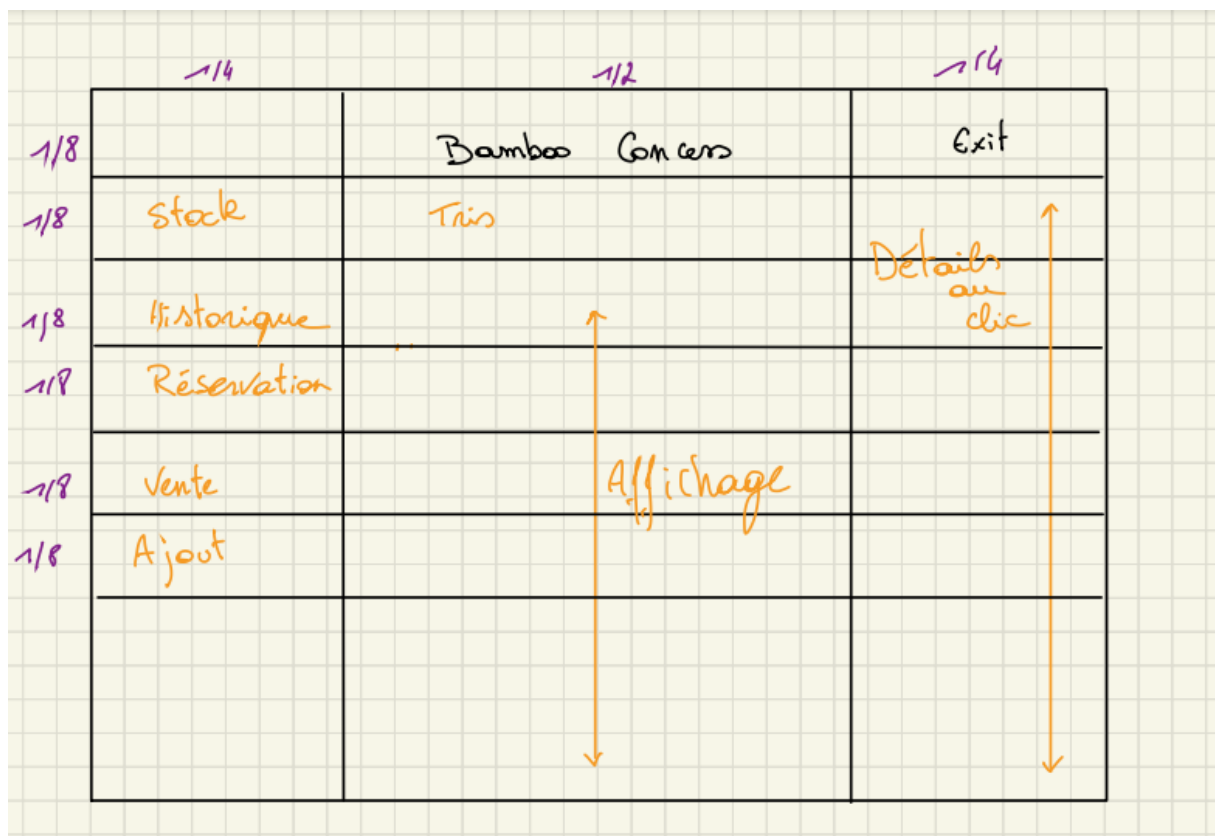 1/4 1/2 1/4
1/8 Bamboo Concess Exit
1/8 Stock Tris
Détails
au
1/8 Historique clic
1/8 Réservation
1/8 Vente Affichage
1/8 Ajout